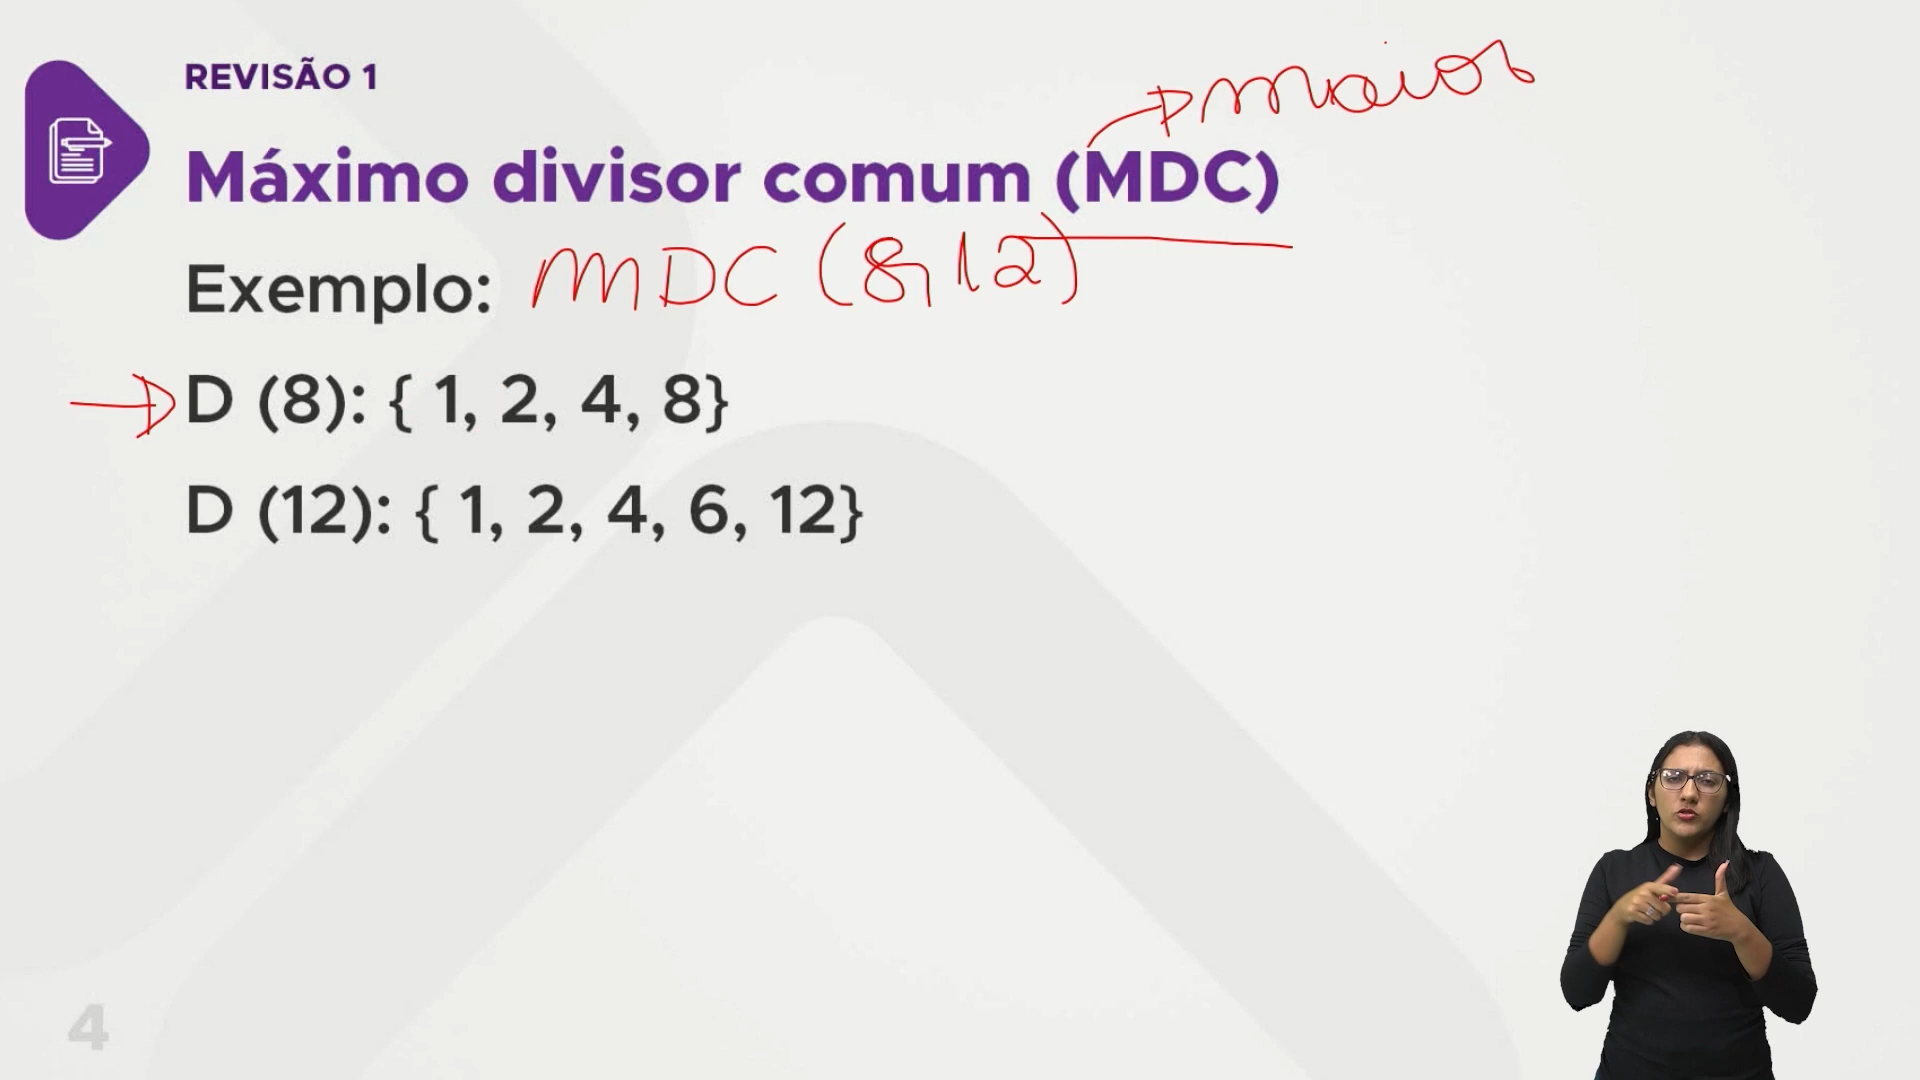 REVISÃO 1
maior
Máximo divisor comum (MDC)
Exemplo: MDC (8,12)
D (8): { 1, 2, 4, 8}
D (12): { 1, 2, 4, 6, 12}
4